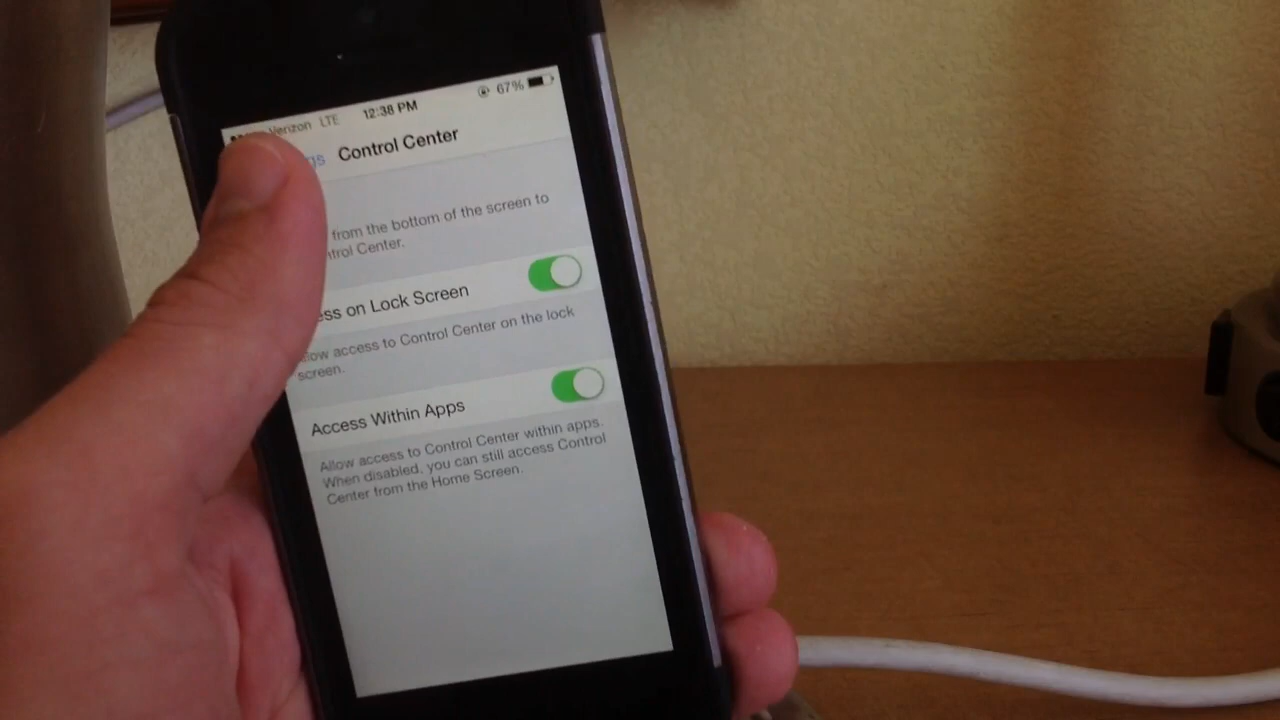 Verizon LTE 12:38 PM 67%
gs Control Center
from the bottom of the screen to
ntrol Center.
ess on Lock Screen
llow access to Control Center on the lock
screen.
Access Within Apps
Allow access to Control Center within apps.
When disabled, you can still access Control
Center from the Home Screen.